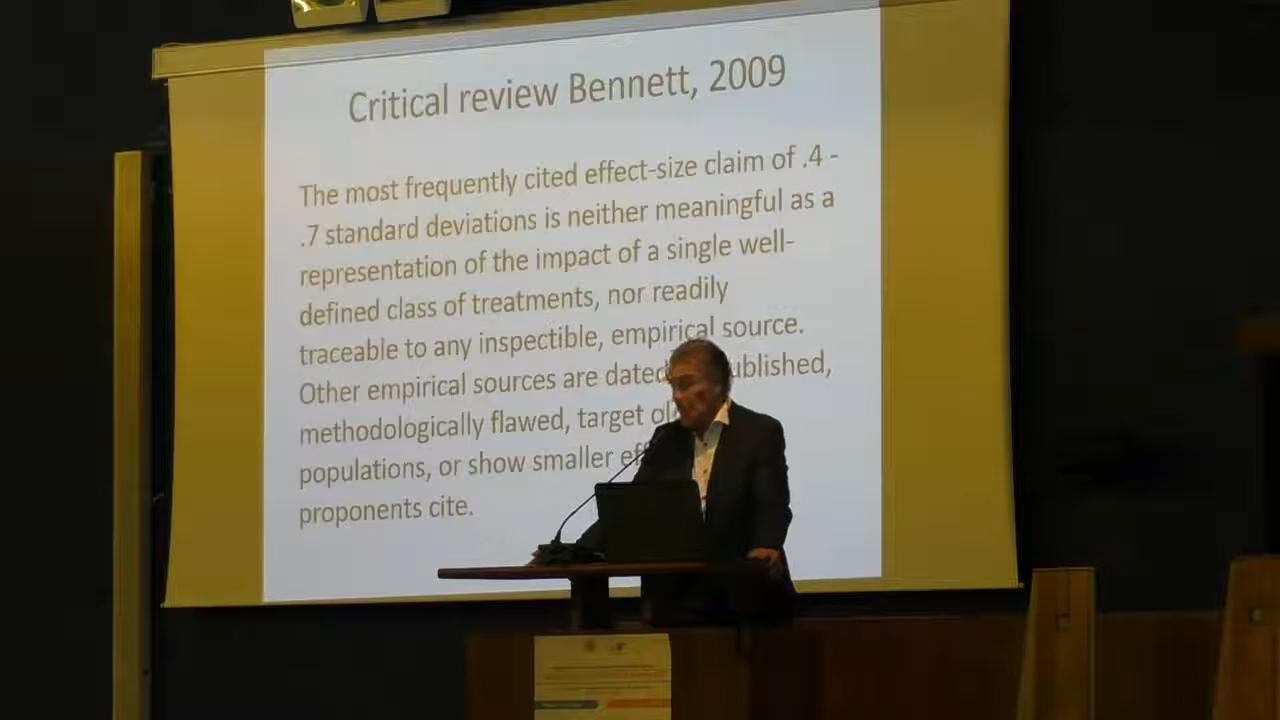 Critical review Bennett, 2009
The most frequently cited effect-size claim of .4 -
.7 standard deviations is neither meaningful as a
representation of the impact of a single well-
defined class of treatments, nor readily
traceable to any inspectible, empirical source.
Other empirical sources are dated
methodologically flawed, target
populations, or show smaller
proponents cite.